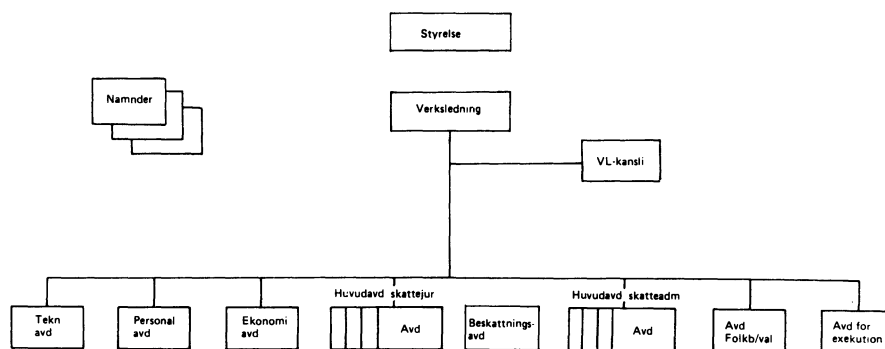 Styrelse
Namnder
Verksledning
VL-kansli
Huvudavd skattejur
Huvudavd skatteadm
Tekn
avd
Personal
avd
Ekonomi
avd
Avd
Beskattnings-
avd
Avd
Avd
Folkb/val
Avd for
exekution